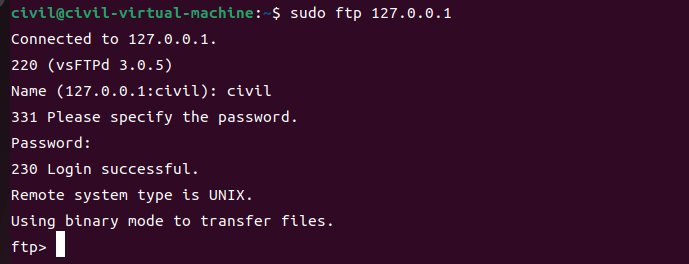 civil@civil-virtual-machine:~$ sudo ftp 127.0.0.1
Connected to 127.0.0.1.
220 (vsFTPd 3.0.5)
Name (127.0.0.1:civil): civil
331 Please specify the password.
Password:
230 Login successful.
Remote system type is UNIX.
Using binary mode to transfer files.
ftp>